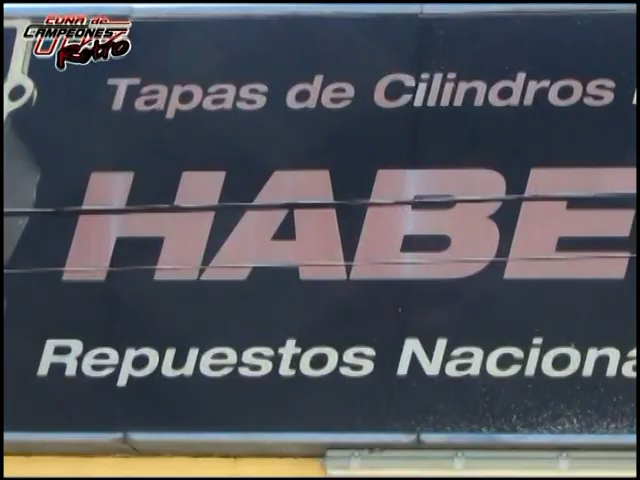 CUNA de
CAMPEONES
Tapas de Cilindros
HABE
Repuestos Naciona